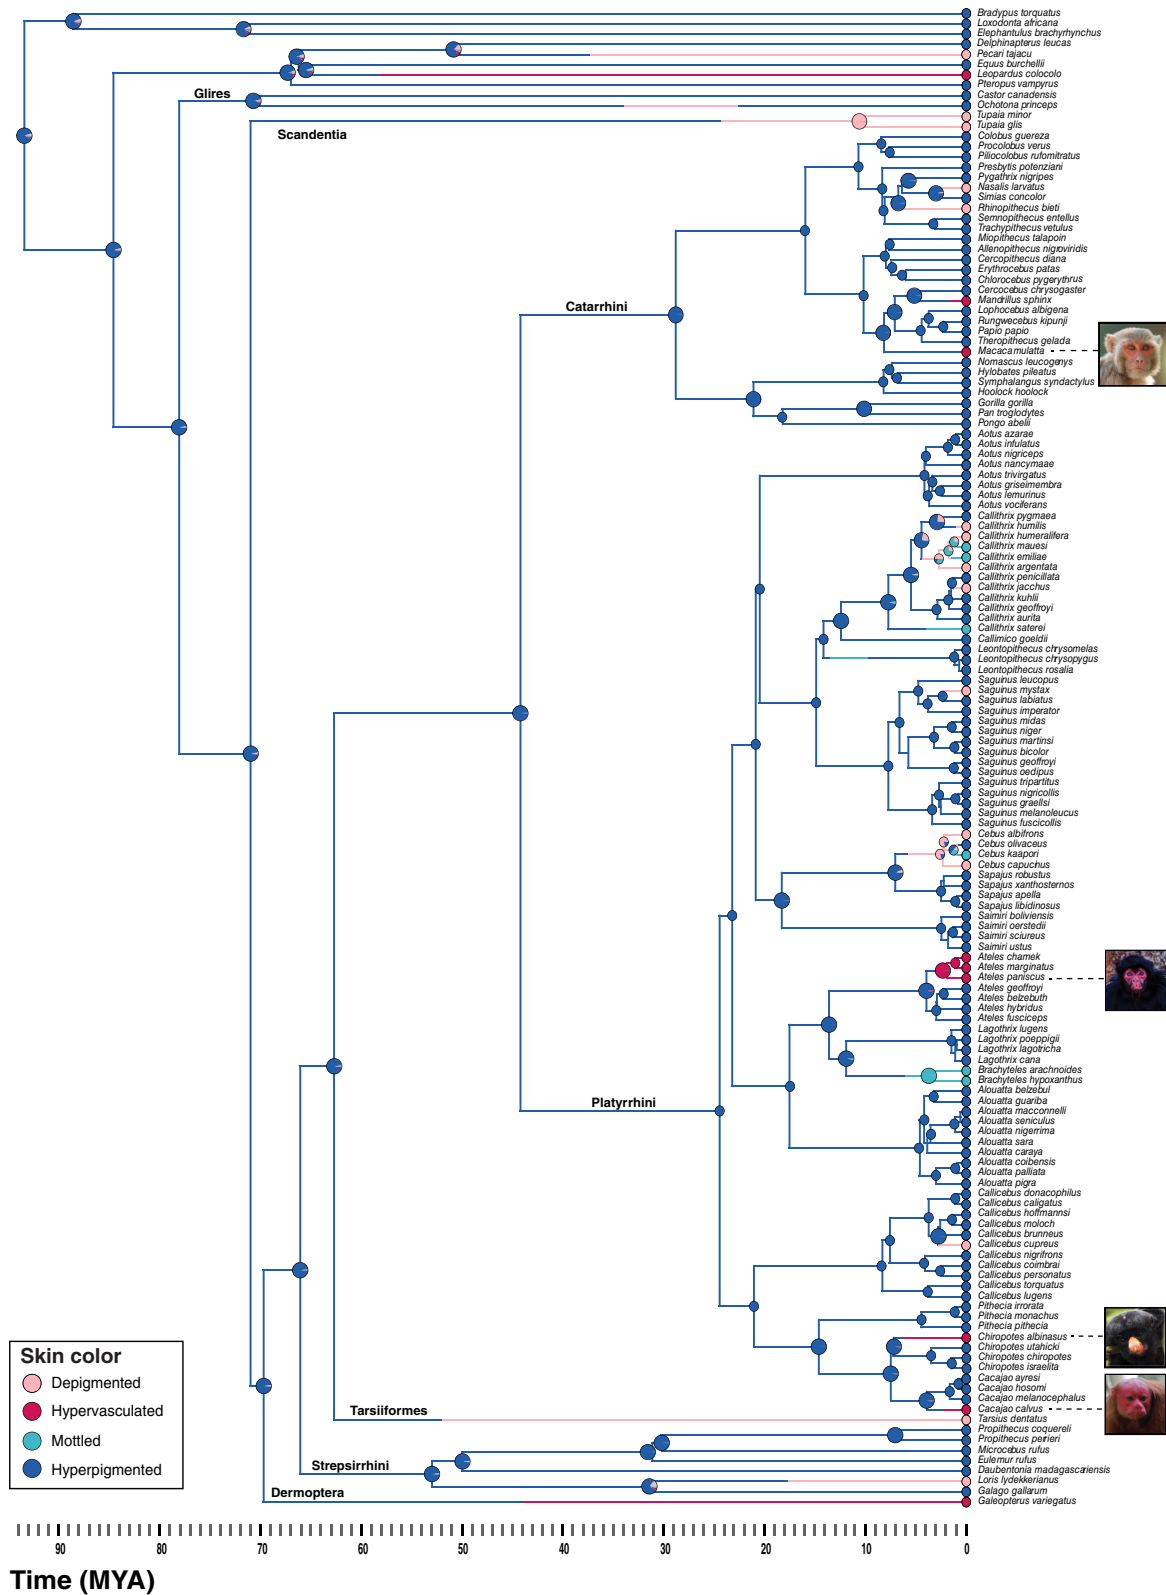 Bradypus torquatus
Loxodonta africana
Elephantulus brachyrhynchus
Delphinapterus leucas
Pecari tajacu
Equus burchellii
Leopardus colocolo
Pteropus vampyrus
Glires
Castor canadensis
Ochotona princeps
Tupaia minor
Tupaia glis
Scandentia
Colobus guereza
Procolobus verus
Piliocolobus rufomitratus
Presbytis potenziani
Pygathrix nigripes
Nasalis larvatus
Simias concolor
Rhinopithecus bieti
Semnopithecus entellus
Trachypithecus vetulus
Miopithecus talapoin
Allenopithecus nigroviridis
Cercopithecus diana
Erythrocebus patas
Chlorocebus pygerythrus
Cercocebus chrysogaster
Mandrillus sphinx
Catarrhini
Lophocebus albigena
Rungwecebus kipunji
Papio papio
Theropithecus gelada
Macaca mulatta
Nomascus leucogenys
Hylobates pileatus
Symphalangus syndactylus
Hoolock hoolock
Gorilla gorilla
Pan troglodytes
Pongo abelii
Aotus azarae
Aotus infulatus
Aotus nigriceps
Aotus nancymaae
Aotus trivirgatus
Aotus griseimembra
Aotus lemurinus
Aotus vociferans
Callithrix pygmaea
Callithrix humilis
Callithrix humeralifera
Callithrix mauesi
Callithrix emiliae
Callithrix argentata
Callithrix penicillata
Callithrix jacchus
Callithrix kuhlii
Callithrix geoffroyi
Callithrix aurita
Callithrix saterei
Callimico goeldii
Leontopithecus chrysomelas
Leontopithecus chrysopygus
Leontopithecus rosalia
Saguinus leucopus
Saguinus mystax
Saguinus labiatus
Saguinus imperator
Saguinus midas
Saguinus niger
Saguinus martinsi
Saguinus bicolor
Saguinus geoffroyi
Saguinus oedipus
Saguinus tripartitus
Saguinus nigricollis
Saguinus graellsi
Saguinus melanoleucus
Saguinus fuscicollis
Cebus albifrons
Cebus olivaceus
Cebus kaapori
Cebus capuchus
Sapajus robustus
Sapajus xanthosternos
Sapajus apella
Sapajus libidinosus
Saimiri boliviensis
Saimiri oerstedii
Saimiri sciureus
Saimiri ustus
Ateles chamek
Ateles marginatus
Ateles paniscus
Ateles geoffroyi
Ateles belzebuth
Ateles hybridus
Ateles fusciceps
Lagothrix lugens
Lagothrix poeppigii
Lagothrix lagotricha
Lagothrix cana
Brachyteles arachnoides
Brachyteles hypoxanthus
Alouatta belzebul
Alouatta guariba
Platyrrhini
Alouatta macconnelli
Alouatta seniculus
Alouatta nigerrima
Alouatta sara
Alouatta caraya
Alouatta coibensis
Alouatta palliata
Alouatta pigra
Callicebus donacophilus
Callicebus caligatus
Callicebus hoffmannsi
Callicebus moloch
Callicebus brunneus
Callicebus cupreus
Callicebus nigrifrons
Callicebus coimbrai
Callicebus personatus
Callicebus torquatus
Callicebus lugens
Pithecia irrorata
Pithecia monachus
Pithecia pithecia
Chiropotes albinasus
Chiropotes utahicki
Chiropotes chiropotes
Chiropotes israelita
Cacajao ayresi
Cacajao hosomi
Cacajao melanocephalus
Cacajao calvus
Tarsiiformes
Tarsius dentatus
Propithecus coquereli
Propithecus perrieri
Microcebus rufus
Eulemur rufus
Strepsirrhini
Daubentonia madagascariensis
Loris lydekkerianus
Galago gallarum
Dermoptera
Galeopterus variegatus
Skin color
Depigmented
Hypervasculated
Mottled
Hyperpigmented
90 80 70 60 50 40 30 20 10 0
Time (MYA)